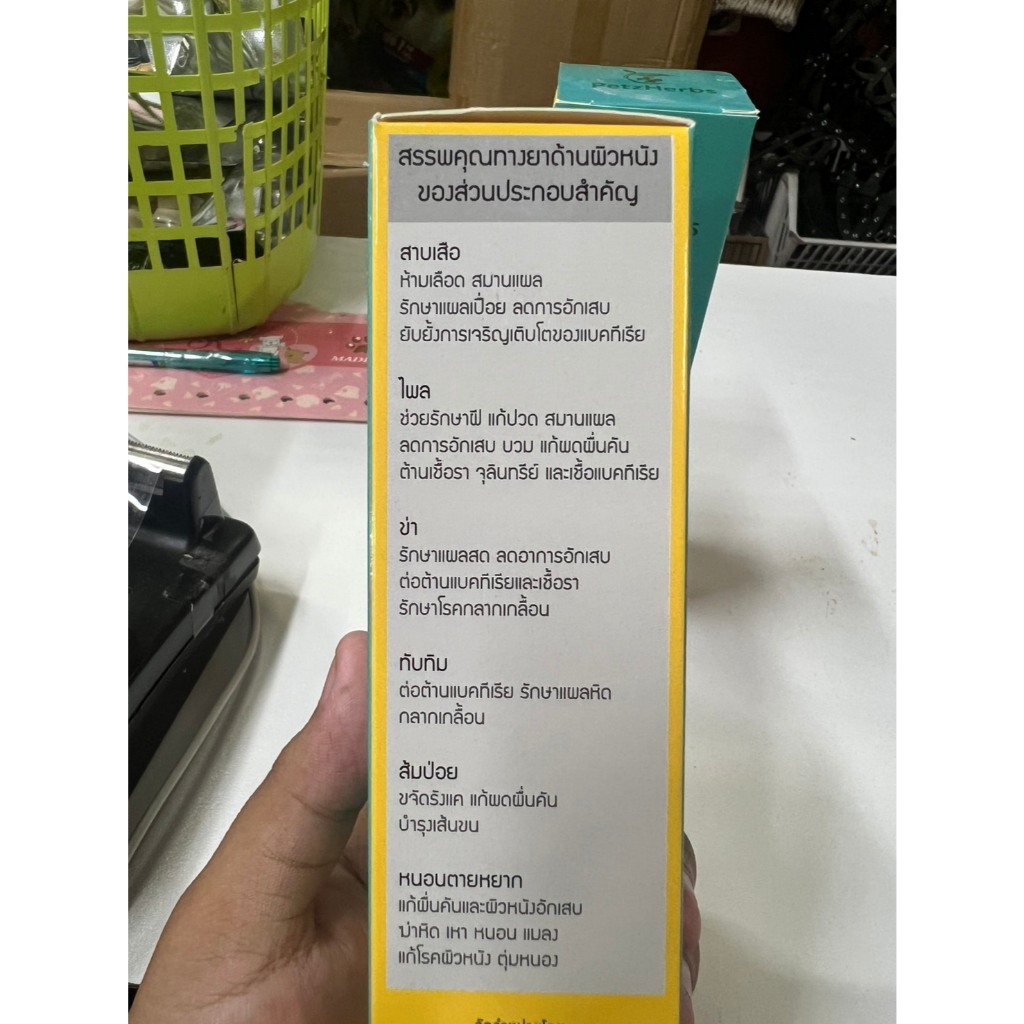 PetzHerbs
สรรพคุณทางยาด้านผิวหนัง
ของส่วนประกอบสำคัญ
สาบเสือ
ห้ามเลือด สมานแผล
รักษาแผลเปื่อย ลดการอักเสบ
ยับยั้งการเจริญเติบโตของแบคทีเรีย
ไพล
ช่วยรักษาฝี แก้ปวด สมานแผล
ลดการอักเสบ บวม แก้ผดผื่นคัน
ต้านเชื้อรา จุลินทรีย์ และเชื้อแบคทีเรีย
ข่า
รักษาแผลสด ลดอาการอักเสบ
ต่อต้านแบคทีเรียและเชื้อรา
รักษาโรคกลากเกลื้อน
ทับทิม
ต่อต้านแบคทีเรีย รักษาแผลหิด
กลากเกลื้อน
ส้มป่อย
ขจัดรังแค แก้ผดผื่นคัน
บำรุงเส้นขน
หนอนตายหยาก
แก้ผื่นคันและผิวหนังอักเสบ
ฆ่าหิด เหา หนอน แมลง
แก้โรคผิวหนัง ตุ่มหนอง